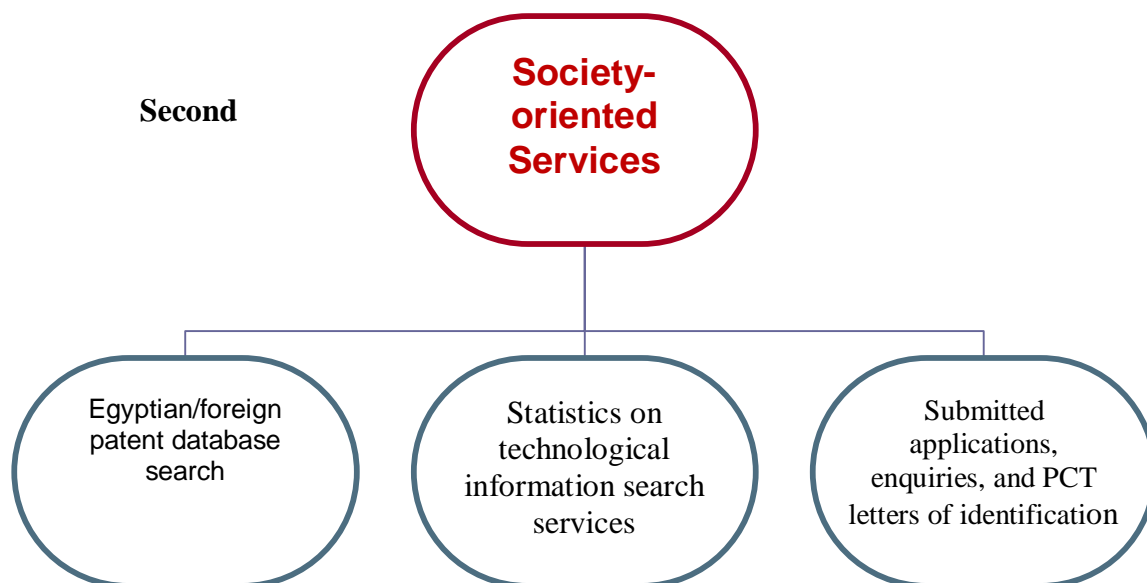 Second
Society-
oriented
Services
Egyptian/foreign
patent database
search
Statistics on
technological
information search
services
Submitted
applications,
enquiries, and PCT
letters of identification